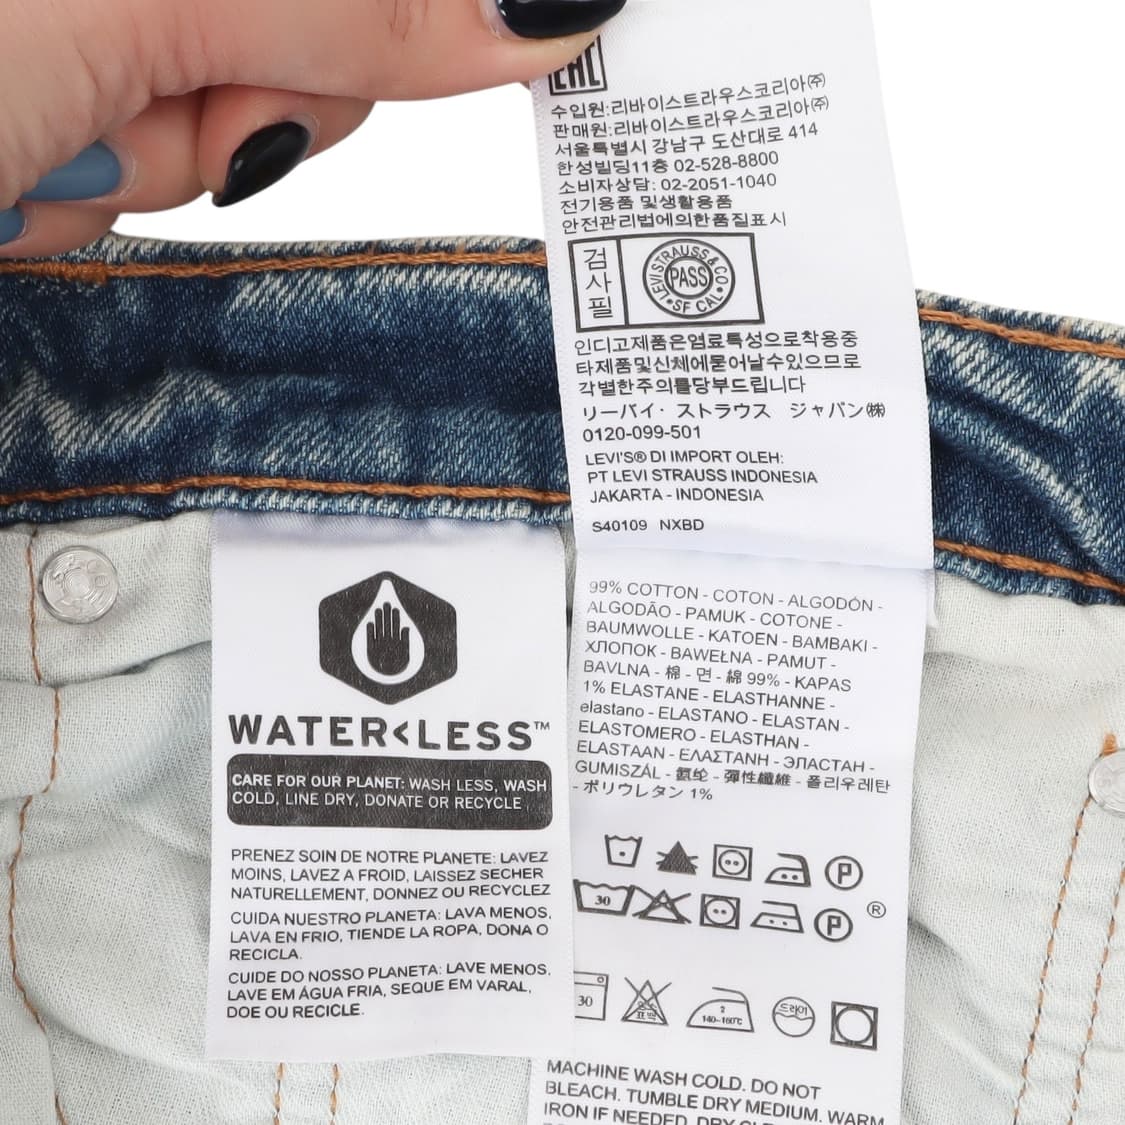 EAC
수입원:리바이스트라우스코리아㈜
판매원:리바이스트라우스코리아㈜
서울특별시 강남구 도산대로 414
한성빌딩11층 02-528-8800
소비자상담: 02-2051-1040
전기용품 및생활용품
안전관리법에의한품질표시
검
사
필
LEVI STRAUSS & CO
PASS
SF CAL
인디고제품은염료특성으로착용중
타제품및신체에묻어날수있으므로
각별한주의를당부드립니다
リーバイ・ストラウス ジャパン㈱
0120-099-501
LEVI'S® DI IMPORT OLEH:
PT LEVI STRAUSS INDONESIA
JAKARTA - INDONESIA
S40109 NXBD
99% COTTON - COTON - ALGODÓN -
ALGODÃO - PAMUK - COTONE -
BAUMWOLLE - KATOEN - BAMBAKI -
ХЛОПОК - BAWEŁNA - PAMUT -
BAVLNA - 棉 - 면 - 綿 99% - KAPAS
1% ELASTANE - ELASTHANNE -
elastano - ELASTANO - ELASTAN -
ELASTOMERO - ELASTHAN -
ELASTAAN - ΕΛΑΣΤΑΝΗ - ЭЛАСТАН -
GUMISZÁL - 氨纶 - 彈性纖維 - 폴리우레탄
- ポリウレタン 1%
P
30
P
®
30
염소
표백
2
140~160℃
드라이
MACHINE WASH COLD. DO NOT
BLEACH. TUMBLE DRY MEDIUM. WARM
IRON IF NEEDED.
WATER<LESS™
CARE FOR OUR PLANET: WASH LESS, WASH
COLD, LINE DRY, DONATE OR RECYCLE
PRENEZ SOIN DE NOTRE PLANETE: LAVEZ
MOINS, LAVEZ A FROID, LAISSEZ SECHER
NATURELLEMENT, DONNEZ OU RECYCLEZ
CUIDA NUESTRO PLANETA: LAVA MENOS,
LAVA EN FRIO, TIENDE LA ROPA, DONA O
RECICLA.
CUIDE DO NOSSO PLANETA: LAVE MENOS,
LAVE EM ÁGUA FRIA, SEQUE EM VARAL,
DOE OU RECICLE.